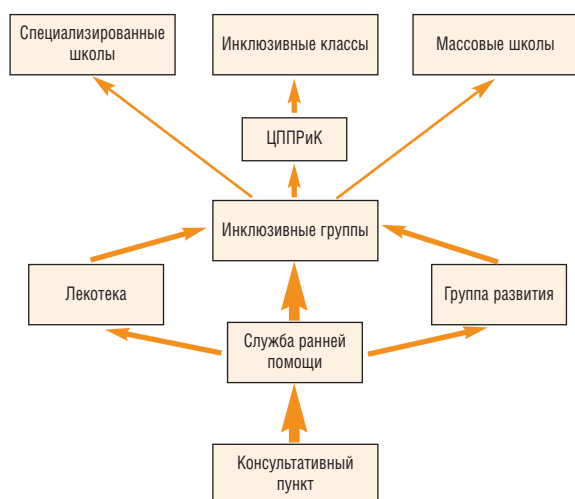 Специализированные
школы
Инклюзивные классы
Массовые школы
ЦППРиК
Инклюзивные группы
Лекотека
Группа развития
Служба ранней
помощи
Консультативный
пункт